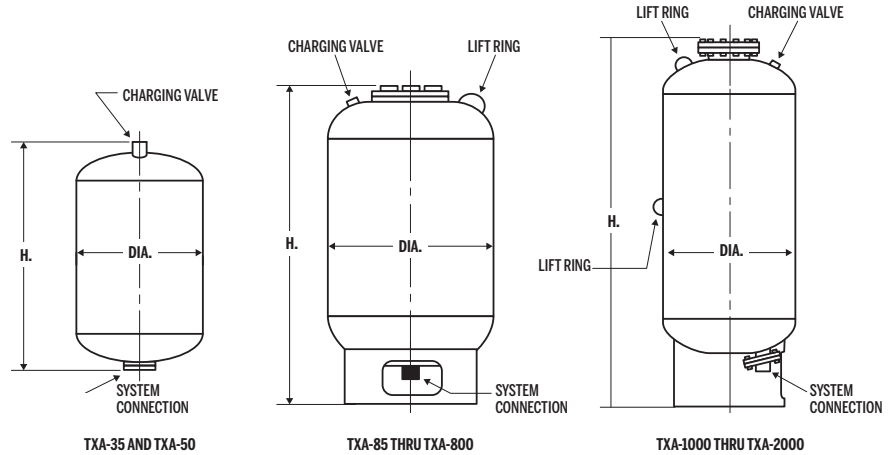 CHARGING VALVE
H.
DIA.
SYSTEM
CONNECTION
TXA-35 AND TXA-50
CHARGING VALVE
LIFT RING
H.
DIA.
SYSTEM
CONNECTION
TXA-85 THRU TXA-800
LIFT RING
CHARGING VALVE
H.
DIA.
LIFT RING
SYSTEM
CONNECTION
TXA-1000 THRU TXA-2000